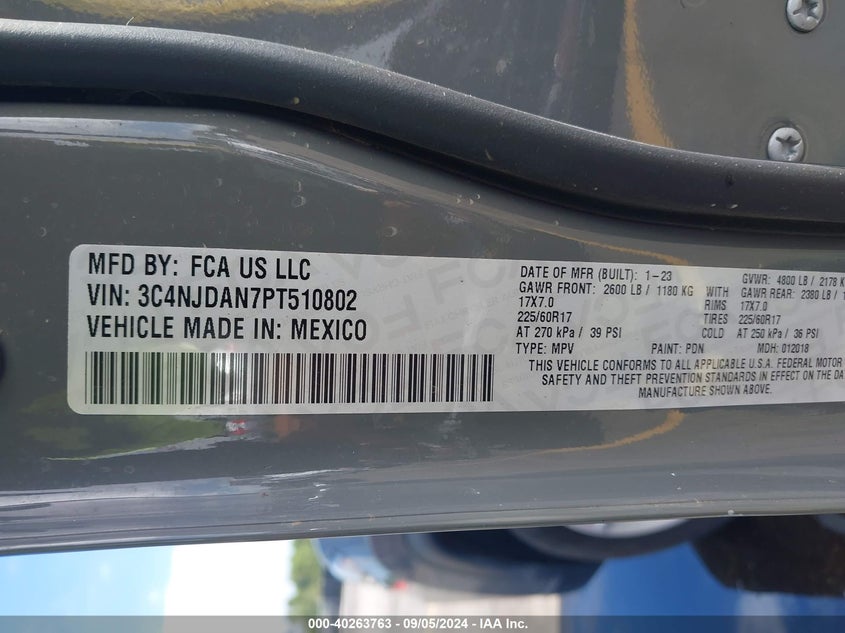 MFD BY: FCA US LLC
VIN: 3C4NJDAN7PT510802
VEHICLE MADE IN: MEXICO
DATE OF MFR (BUILT): 1-23 GVWR: 4800 LB / 2178 K
GAWR FRONT: 2600 LB / 1180 KG WITH GAWR REAR: 2380 LB / 1
17X7.0 RIMS 17X7.0
225/60R17 TIRES 225/60R17
AT 270 kPa / 39 PSI COLD AT 250 kPa / 36 PSI
TYPE: MPV PAINT: PDN MDH: 012018
THIS VEHICLE CONFORMS TO ALL APPLICABLE U.S.A. FEDERAL MOTOR
SAFETY AND THEFT PREVENTION STANDARDS IN EFFECT ON THE DA
MANUFACTURE SHOWN ABOVE.
000-40263763 - 09/05/2024 - IAA Inc.